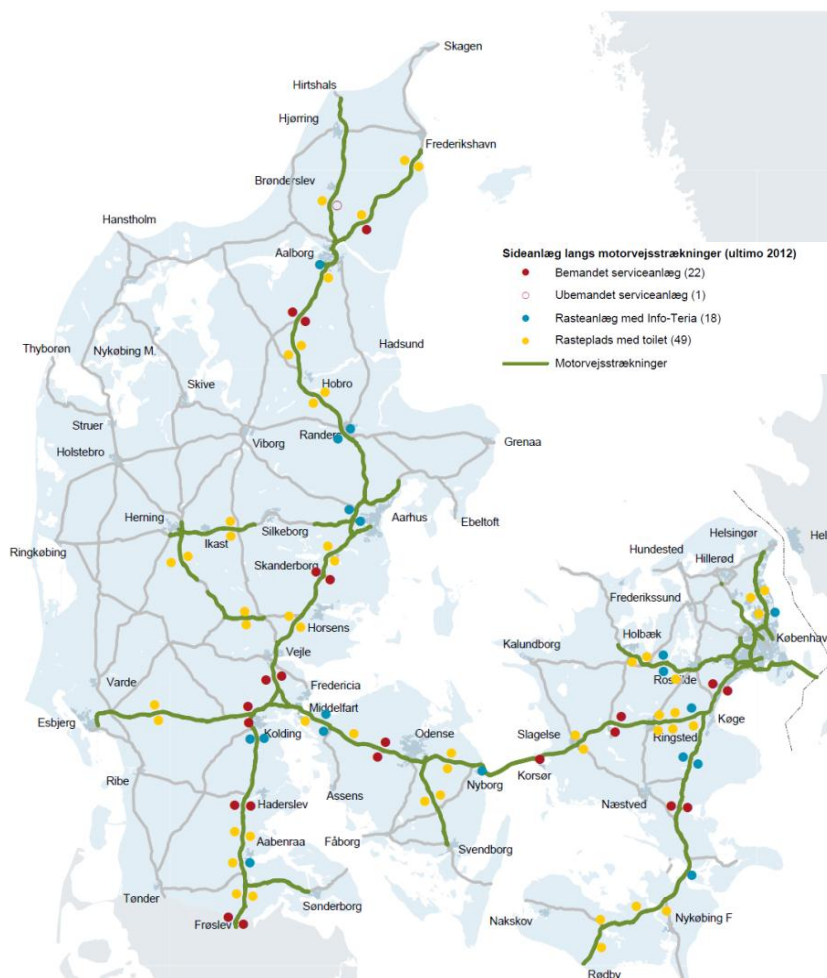 Skagen
Hirtshals
Hjørring
Frederikshavn
Brønderslev
Hanstholm
Aalborg
Sideanlæg langs motorvejsstrækninger (ultimo 2012)
Bemandet serviceanlæg (22)
Ubemandet serviceanlæg (1)
Rasteanlæg med Info-Teria (18)
Rasteplads med toilet (49)
Motorvejsstrækninger
Thyborøn
Nykøbing M.
Hadsund
Skive
Hobro
Struer
Randers
Viborg
Grenaa
Holstebro
Herning
Silkeborg
Aarhus
Ebeltoft
Ikast
Ringkøbing
Skanderborg
Helsingør
Hel
Hundested
Hillerød
Frederikssund
Horsens
København
Holbæk
Kalundborg
Vejle
Roskilde
Varde
Fredericia
Middelfart
Esbjerg
Kolding
Odense
Slagelse
Ringsted
Køge
Nyborg
Korsør
Ribe
Assens
Næstved
Haderslev
Fåborg
Aabenraa
Svendborg
Tønder
Sønderborg
Frøslev
Nakskov
Nykøbing F
Rødby